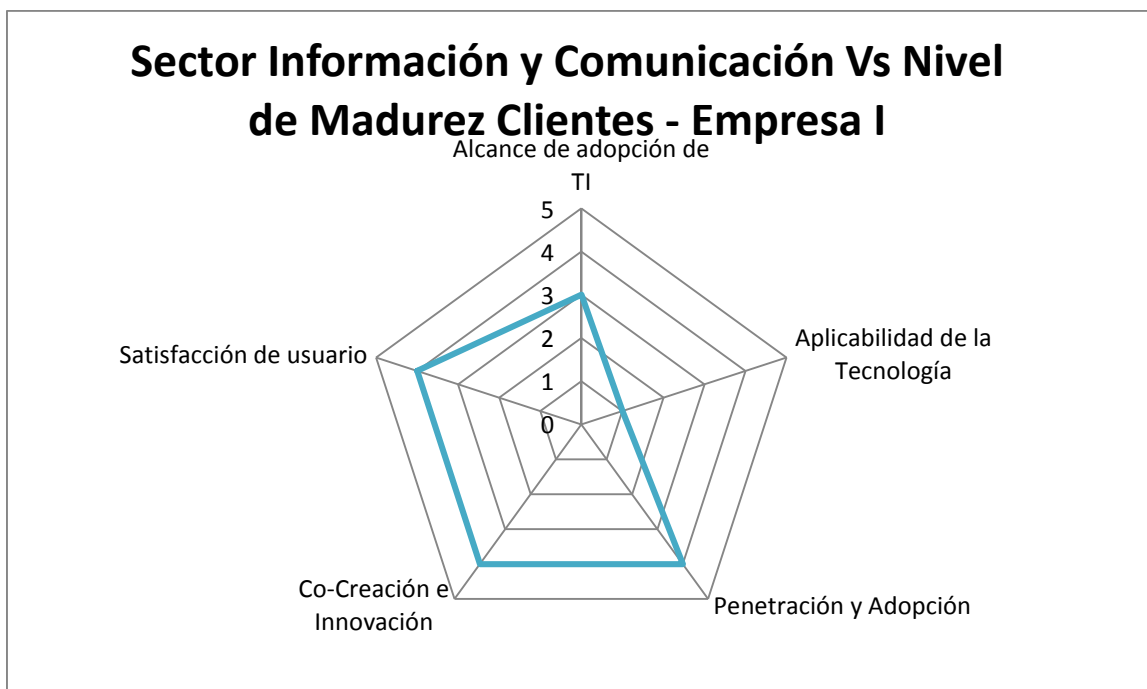 Sector Información y Comunicación Vs Nivel
de Madurez Clientes - Empresa I
Alcance de adopción de
TI
5
4
3
2
1
0
Aplicabilidad de la
Tecnología
Satisfacción de usuario
Co-Creación e
Innovación
Penetración y Adopción